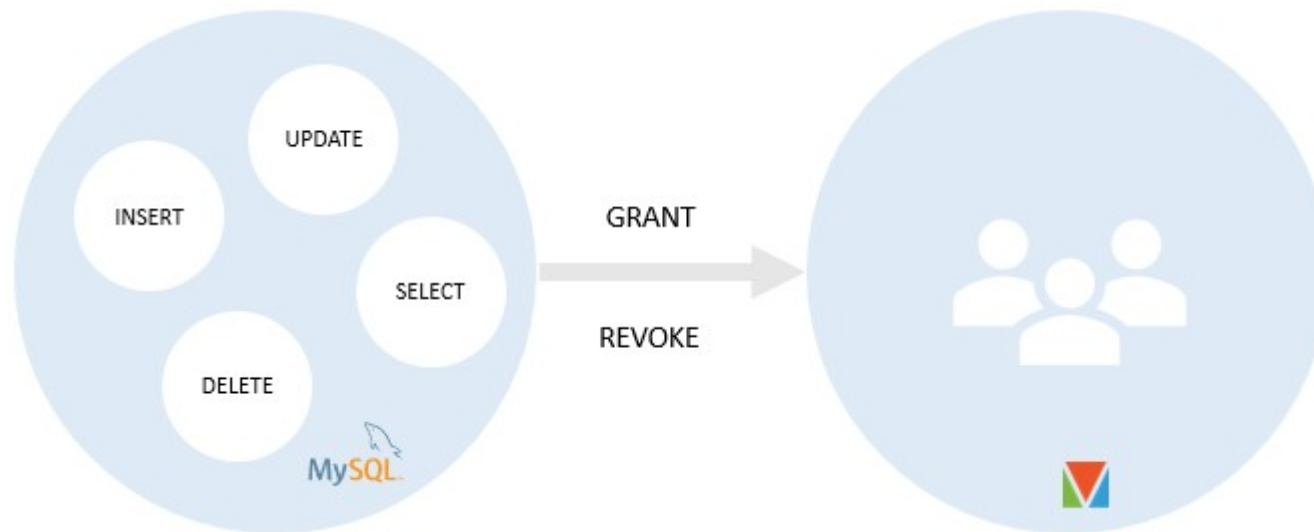 UPDATE
INSERT
SELECT
DELETE
MySQL
GRANT
REVOKE